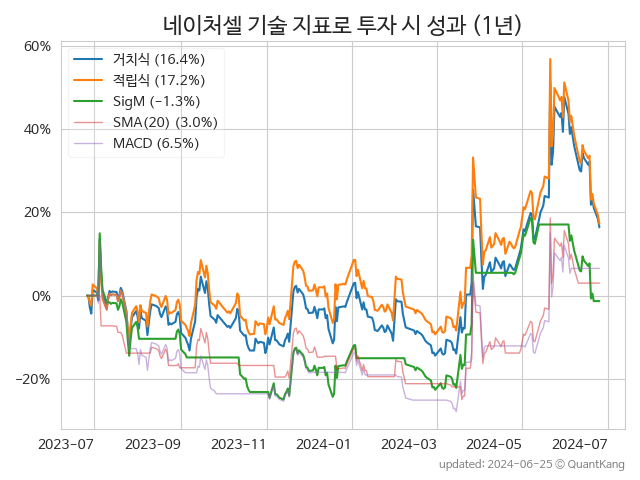 네이처셀 기술 지표로 투자 시 성과 (1년)
거치식 (16.4%)
적립식 (17.2%)
SigM (−1.3%)
SMA(20) (3.0%)
MACD (6.5%)
60%
40%
20%
0%
−20%
2023-07 2023-09 2023-11 2024-01 2024-03 2024-05 2024-07
updated: 2024-06-25 © QuantKang